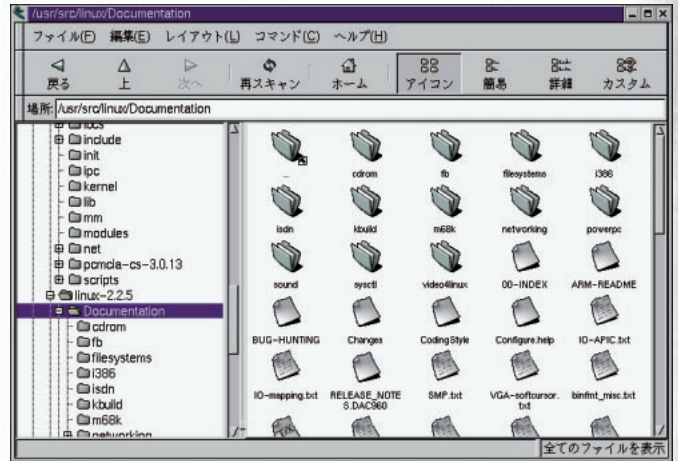 /usr/src/linux/Documentation
ファイル(F) 編集(E) レイアウト(L) コマンド(C) ヘルプ(H)
戻る 上 次へ 再スキャン ホーム アイコン 簡易 詳細 カスタム
場所: /usr/src/linux/Documentation
include
init
ipc
kernel
lib
mm
modules
net
pcmcia-cs-3.0.13
scripts
linux-2.2.5
Documentation
cdrom
fb
filesystems
i386
isdn
kbuild
m68k
networking
.. cdrom fb filesystems i386
isdn kbuild m68k networking powerpc
sound sysctl video4linux 00-INDEX ARM-README
BUG-HUNTING Changes CodingStyle Configure.help IO-APIC.txt
IO-mapping.txt RELEASE_NOTES.DAC960 SMP.txt VGA-softcursor.txt binfmt_misc.txt
全てのファイルを表示